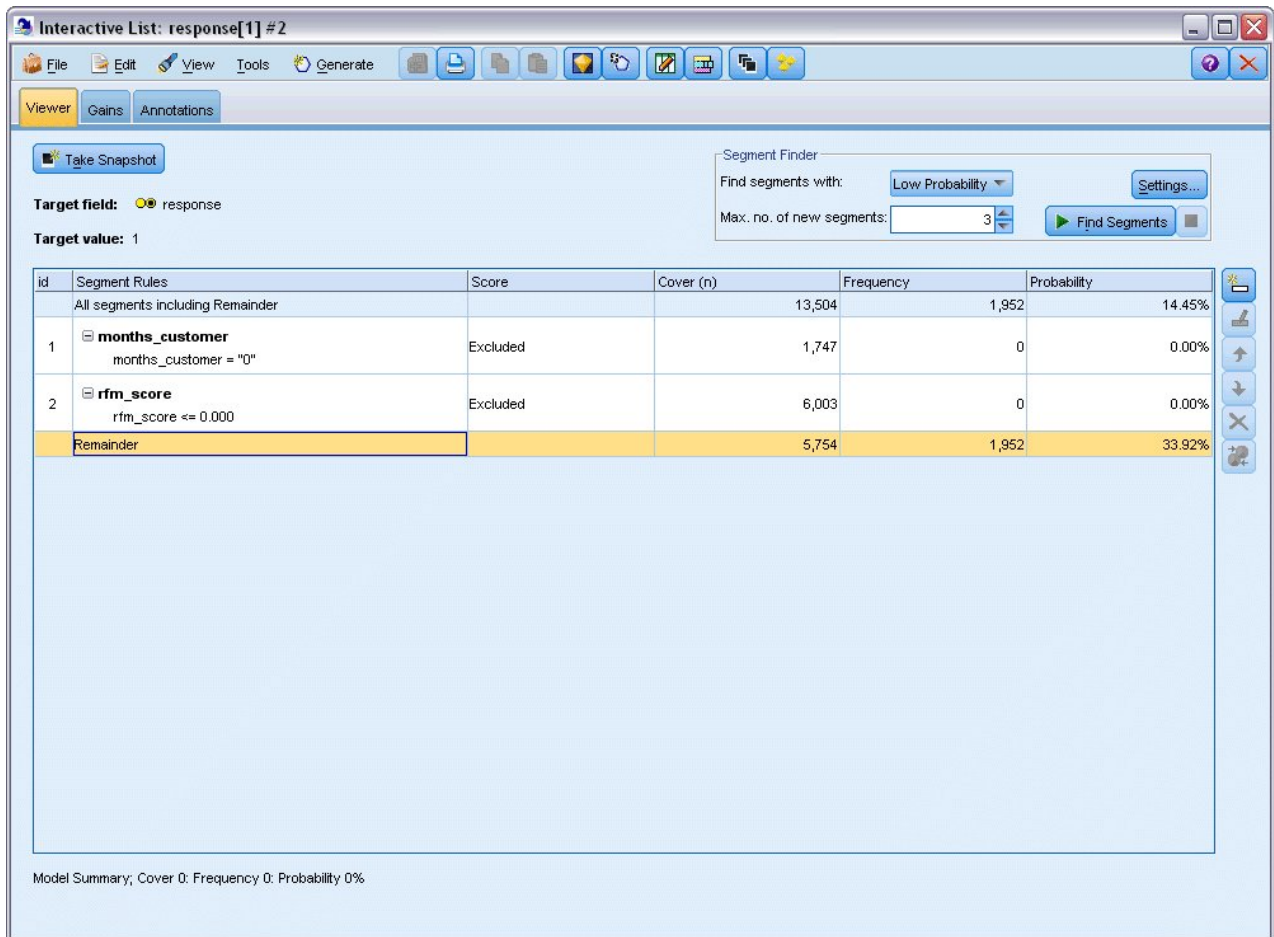 Interactive List: response[1] #2
File Edit View Tools Generate
Viewer Gains Annotations
Take Snapshot
Segment Finder
Find segments with: Low Probability Settings...
Target field: response
Max. no. of new segments: 3 Find Segments
Target value: 1
id Segment Rules Score Cover (n) Frequency Probability
All segments including Remainder 13,504 1,952 14.45%
1 months_customer Excluded 1,747 0 0.00%
months_customer = "0"
2 rfm_score Excluded 6,003 0 0.00%
rfm_score <= 0.000
Remainder 5,754 1,952 33.92%
Model Summary; Cover 0: Frequency 0: Probability 0%